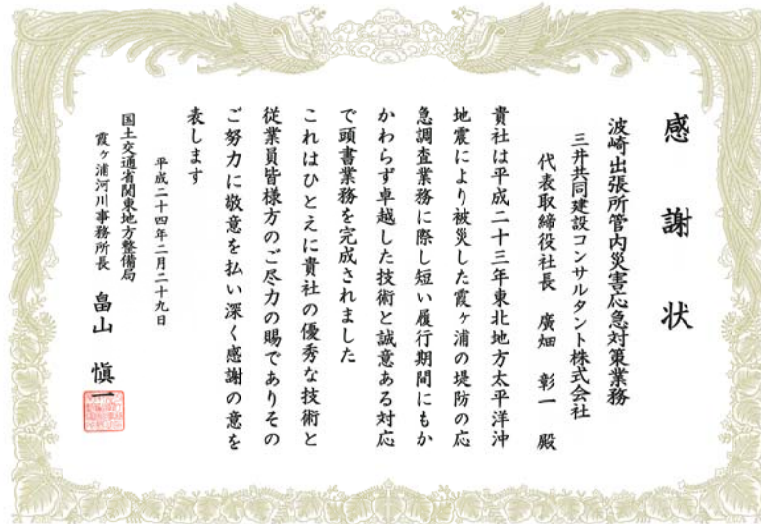 感謝状
波崎出張所管内災害応急対策業務
三井共同建設コンサルタント株式会社
代表取締役社長 廣畑 彰一 殿
貴社は平成二十三年東北地方太平洋沖
地震により被災した霞ヶ浦の堤防の応
急調査業務に際し短い履行期間にもか
かわらず卓越した技術と誠意ある対応
で頭書業務を完成されました
これはひとえに貴社の優秀な技術と
従業員皆様方のご尽力の賜でありその
ご努力に敬意を払い深く感謝の意を
表します
平成二十四年二月二十九日
国土交通省関東地方整備局
霞ヶ浦河川事務所長 畠山 慎一